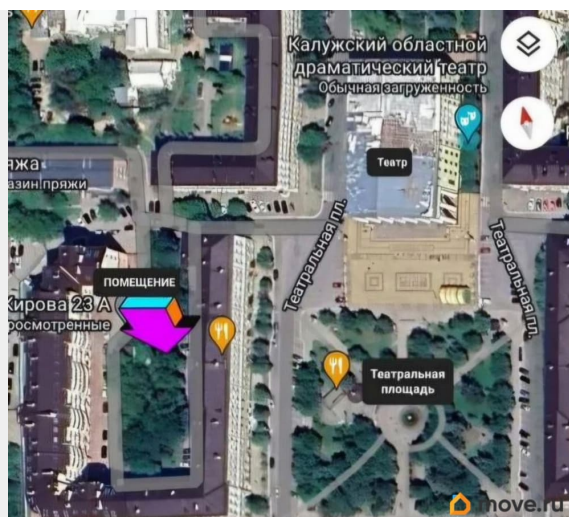 Калужский областной
драматический театр
Обычная загруженность
Театр
яжа
азин пряжи
Театральная пл.
Театральная пл.
ПОМЕЩЕНИЕ
Кирова 23 А
росмотренные
Театральная
площадь
move.ru